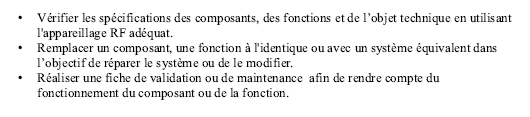 • Vérifier les spécifications des composants, des fonctions et de l'objet technique en utilisant
l'appareillage RF adéquat.
• Remplacer un composant, une fonction à l'identique ou avec un système équivalent dans
l'objectif de réparer le système ou de le modifier.
• Réaliser une fiche de validation ou de maintenance afin de rendre compte du
fonctionnement du composant ou de la fonction.